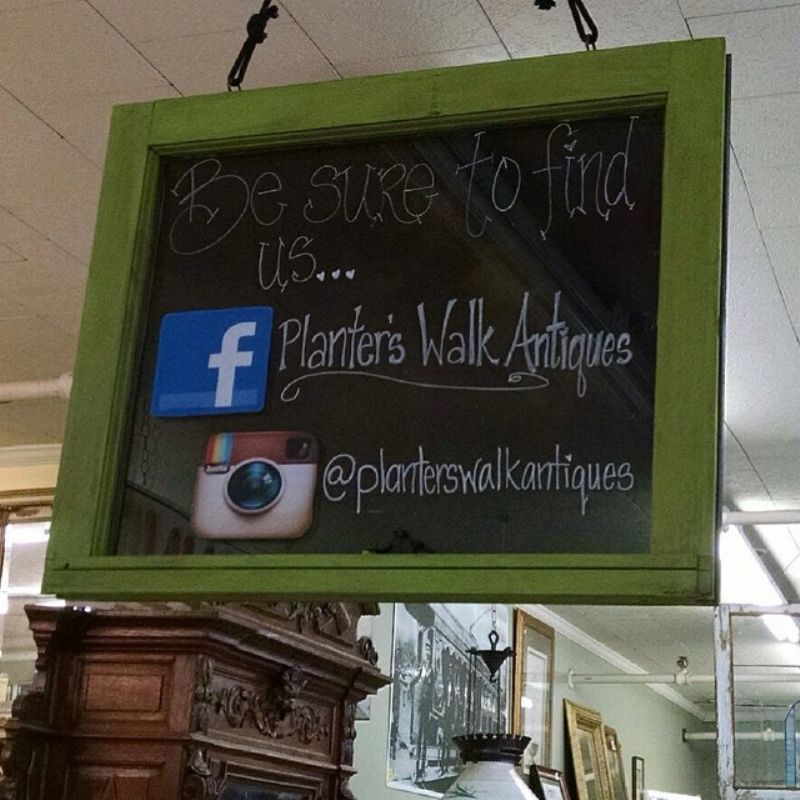 Be sure to find
us...
f Planter's Walk Antiques
@planterswalkantiques